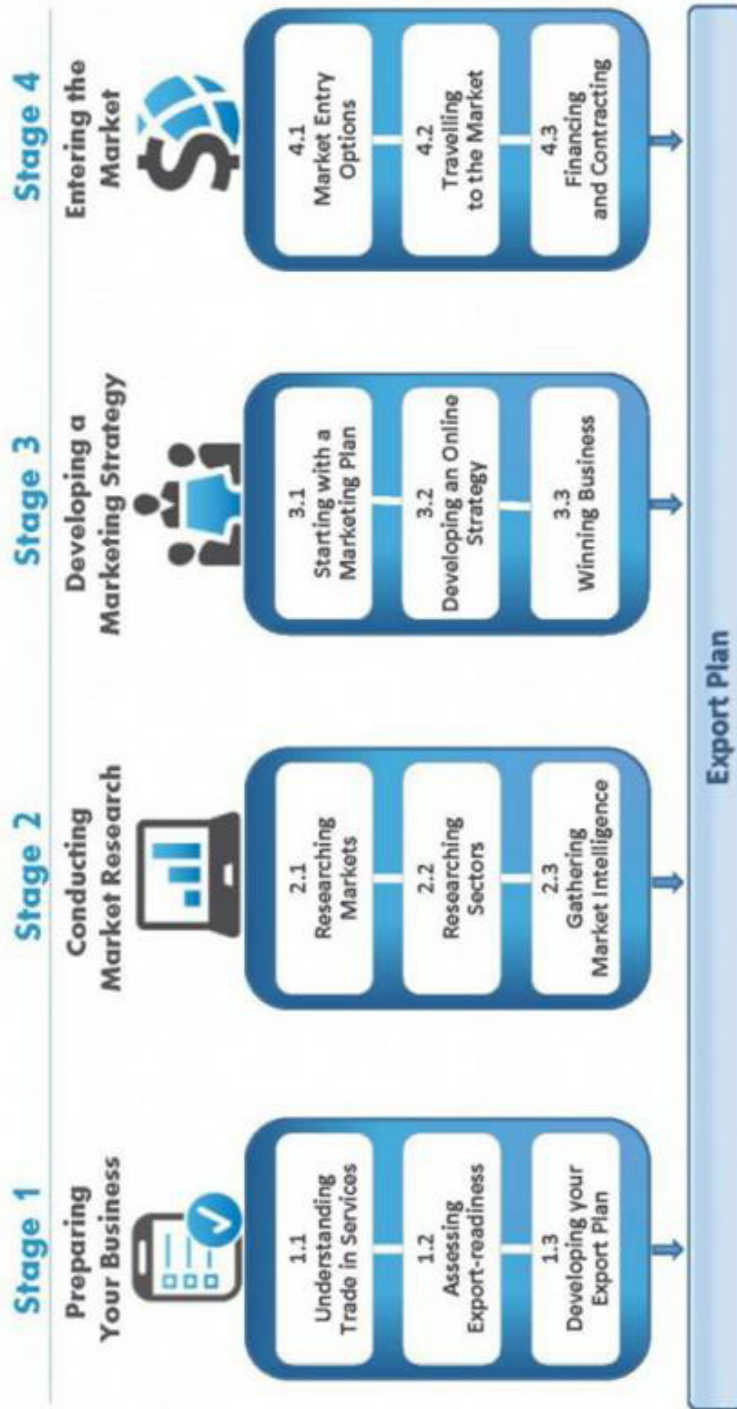 Stage 1
Preparing
Your Business
1.1
Understanding
Trade in Services
1.2
Assessing
Export-readiness
1.3
Developing your
Export Plan
Stage 2
Conducting
Market Research
2.1
Researching
Markets
2.2
Researching
Sectors
2.3
Gathering
Market Intelligence
Stage 3
Developing a
Marketing Strategy
3.1
Starting with a
Marketing Plan
3.2
Developing an Online
Strategy
3.3
Winning Business
Stage 4
Entering the
Market
$
4.1
Market Entry
Options
4.2
Travelling
to the Market
4.3
Financing
and Contracting
Export Plan